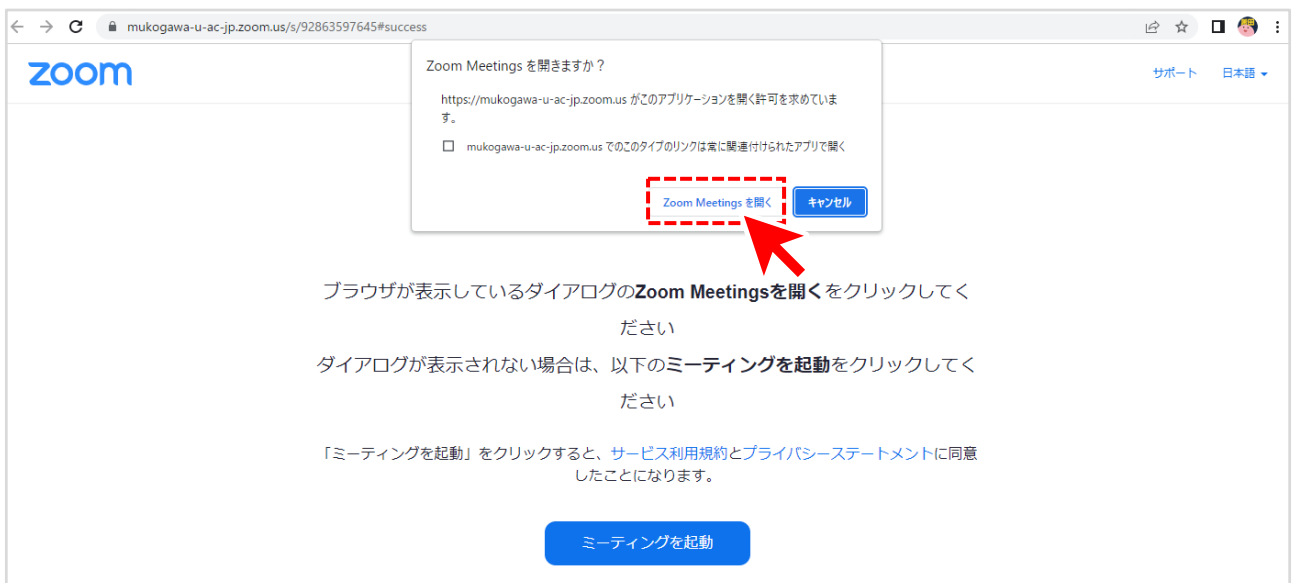 mukogawa-u-ac-jp.zoom.us/s/92863597645#success
zoom
サポート 日本語
Zoom Meetings を開きますか？
https://mukogawa-u-ac-jp.zoom.us がこのアプリケーションを開く許可を求めていま
す。
mukogawa-u-ac-jp.zoom.us でのこのタイプのリンクは常に関連付けられたアプリで開く
Zoom Meetings を開く キャンセル
ブラウザが表示しているダイアログのZoom Meetingsを開くをクリックしてく
ださい
ダイアログが表示されない場合は、以下のミーティングを起動をクリックしてく
ださい
「ミーティングを起動」をクリックすると、サービス利用規約とプライバシーステートメントに同意
したことになります。
ミーティングを起動